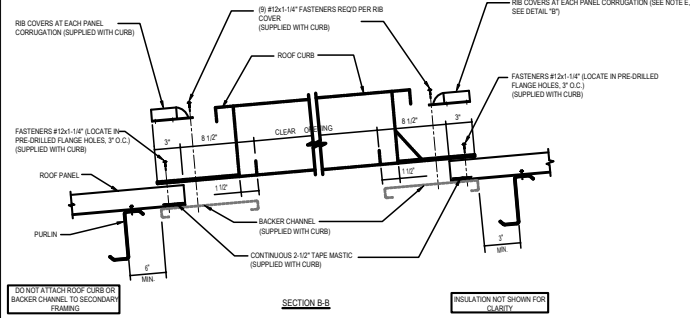 RIB COVERS AT EACH PANEL
CORRUGATION (SUPPLIED WITH CURB)
(9) #12x1-1/4" FASTENERS REQ'D PER RIB
COVER
(SUPPLIED WITH CURB)
RIB COVERS AT EACH PANEL CORRUGATION (SEE NOTE E,
SEE DETAIL "B")
ROOF CURB
FASTENERS #12x1-1/4" (LOCATE IN PRE-DRILLED
FLANGE HOLES, 3" O.C.)
(SUPPLIED WITH CURB)
FASTENERS #12x1-1/4" (LOCATE IN
PRE-DRILLED FLANGE HOLES, 3" O.C.)
(SUPPLIED WITH CURB)
3"
8 1/2"
CLEAR OPENING
8 1/2"
3"
ROOF PANEL
1 1/2"
1 1/2"
BACKER CHANNEL
(SUPPLIED WITH CURB)
PURLIN
CONTINUOUS 2-1/2" TAPE MASTIC
(SUPPLIED WITH CURB)
6"
MIN.
3"
MIN.
DO NOT ATTACH ROOF CURB OR
BACKER CHANNEL TO SECONDARY
FRAMING
SECTION B-B
INSULATION NOT SHOWN FOR
CLARITY